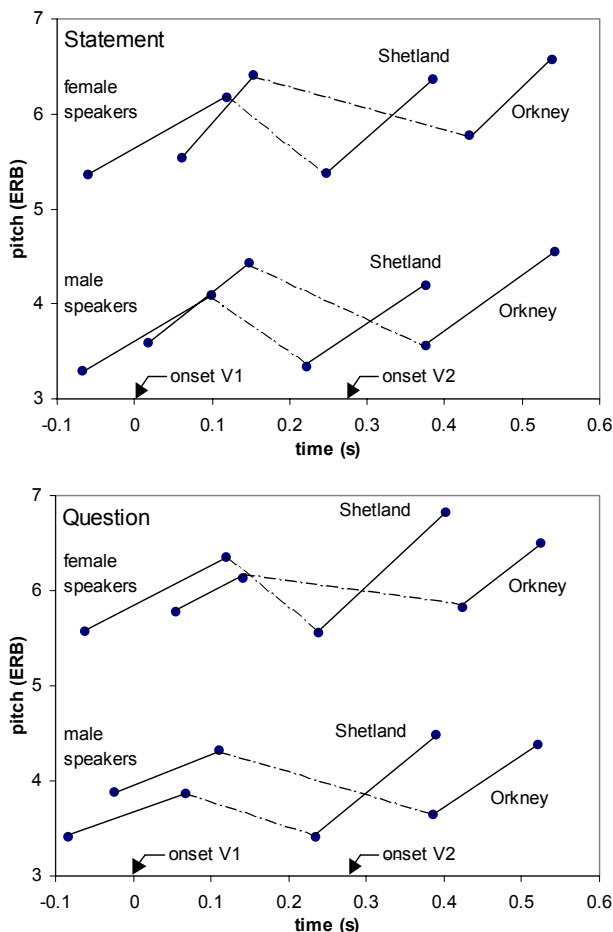 7
Statement
Shetland
female
speakers
6
Orkney
5
pitch (ERB)
Shetland
male
speakers
4
Orkney
onset V1
onset V2
3
-0.1 0 0.1 0.2 0.3 0.4 0.5 0.6
time (s)
7
Question
Shetland
female
speakers
6
Orkney
5
pitch (ERB)
male
speakers
Shetland
4
Orkney
onset V1
onset V2
3
-0.1 0 0.1 0.2 0.3 0.4 0.5 0.6
time (s)